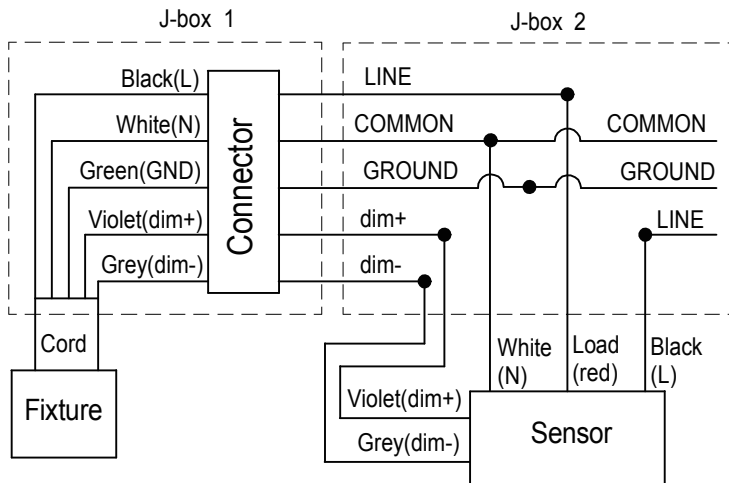 J-box 1
J-box 2
Black(L)
LINE
White(N)
COMMON
COMMON
Green(GND)
GROUND
GROUND
Violet(dim+)
dim+
LINE
Grey(dim-)
dim-
Connector
Cord
Fixture
White
(N)
Load
(red)
Black
(L)
Violet(dim+)
Grey(dim-)
Sensor